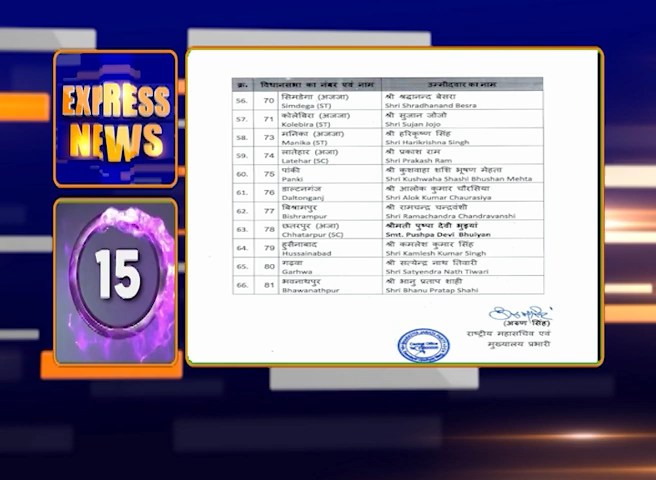 EXPRESS
NEWS
15
क्र. विधानसभा का नंबर एवं नाम उम्मीदवार का नाम
56. 70 सिमडेगा (अजजा) श्री श्रद्धानन्द बेसरा
Simdega (ST) Shri Shradhanand Besra
57. 71 कोलेबिरा (अजजा) श्री सुजान जोजो
Kolebira (ST) Shri Sujan Jojo
58. 73 मनिका (अजजा) श्री हरिकृष्ण सिंह
Manika (ST) Shri Harikrishna Singh
59. 74 लातेहार (अजा) श्री प्रकाश राम
Latehar (SC) Shri Prakash Ram
60. 75 पांकी श्री कुशवाहा शशि भूषण मेहता
Panki Shri Kushwaha Shashi Bhushan Mehta
61. 76 डाल्टनगंज श्री आलोक कुमार चौरसिया
Daltonganj Shri Alok Kumar Chaurasiya
62. 77 बिश्रामपुर श्री रामचन्द्र चन्द्रवंशी
Bishrampur Shri Ramachandra Chandravanshi
63. 78 छतरपुर (अजा) श्रीमती पुष्पा देवी भुइयां
Chhatarpur (SC) Smt. Pushpa Devi Bhuiyan
64. 79 हुसैनाबाद श्री कमलेश कुमार सिंह
Hussainabad Shri Kamlesh Kumar Singh
65. 80 गढ़वा श्री सत्येन्द्र नाथ तिवारी
Garhwa Shri Satyendra Nath Tiwari
66. 81 भवनाथपुर श्री भानु प्रताप शाही
Bhawanathpur Shri Bhanu Pratap Shahi
(अरुण सिंह)
राष्ट्रीय महासचिव एवं
मुख्यालय प्रभारी
Central Office